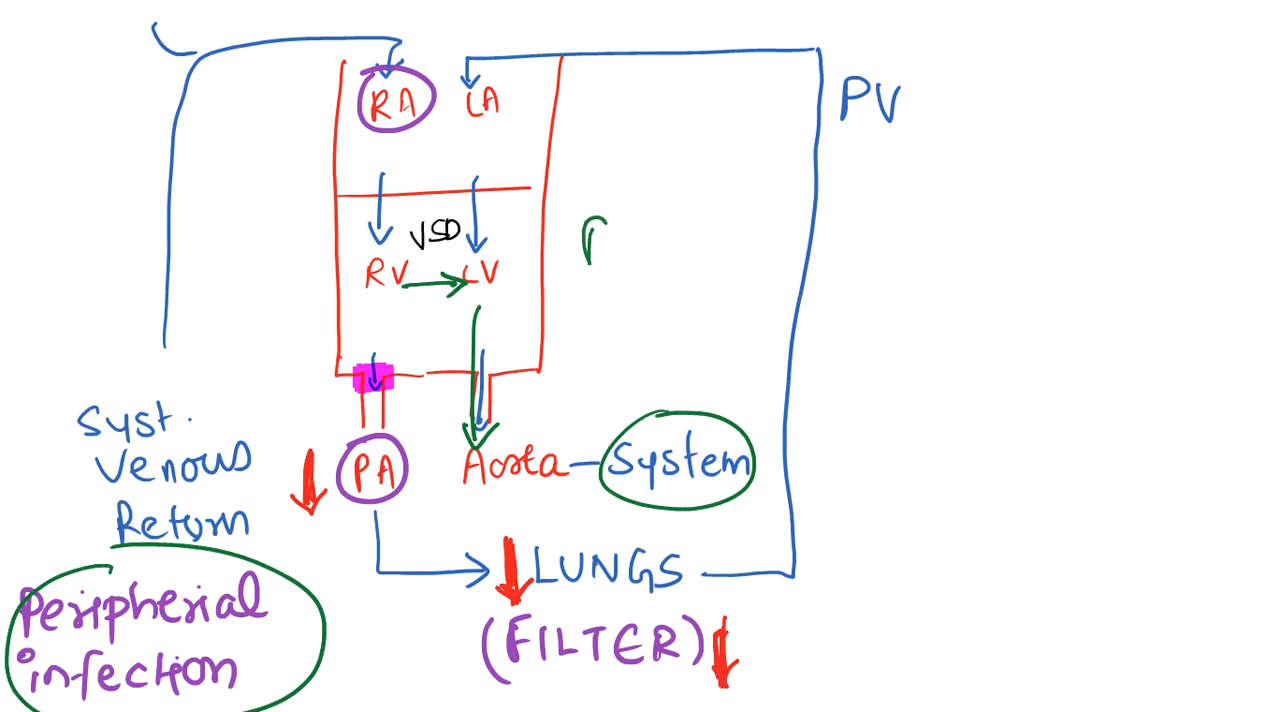 RA LA
PV
VSD
RV LV
Syst.
Venous
Return
PA Aorta - System
LUNGS
(FILTER)
Peripherial
infection